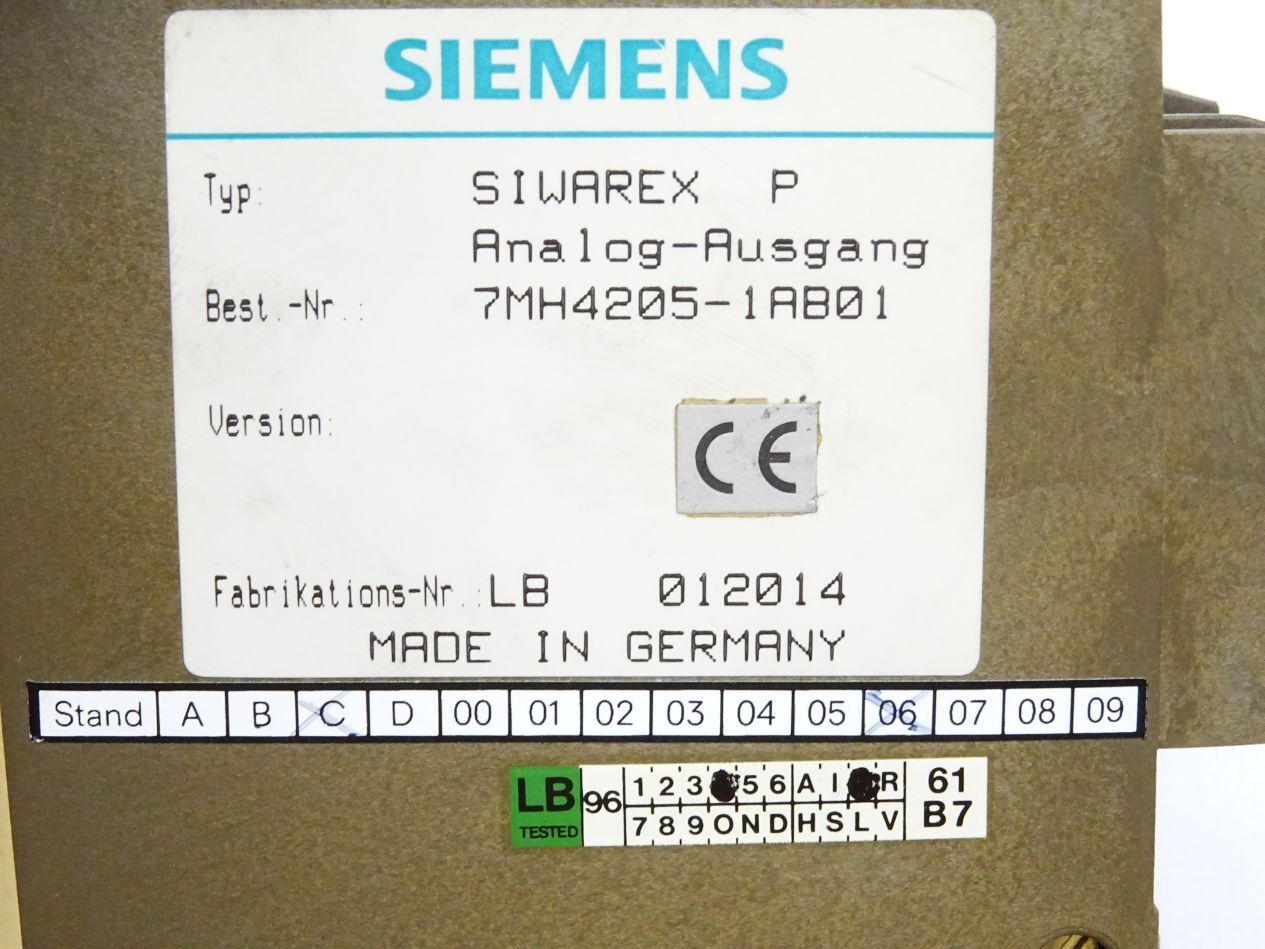 SIEMENS
Typ: SIWAREX P
Analog-Ausgang
Best.-Nr.: 7MH4205-1AB01
Version:
CE
Fabrikations-Nr.: LB 012014
MADE IN GERMANY
Stand A B C D 00 01 02 03 04 05 06 07 08 09
LB 96 1 2 3 5 6 A I R 61
TESTED 7 8 9 O N D H S L V B7